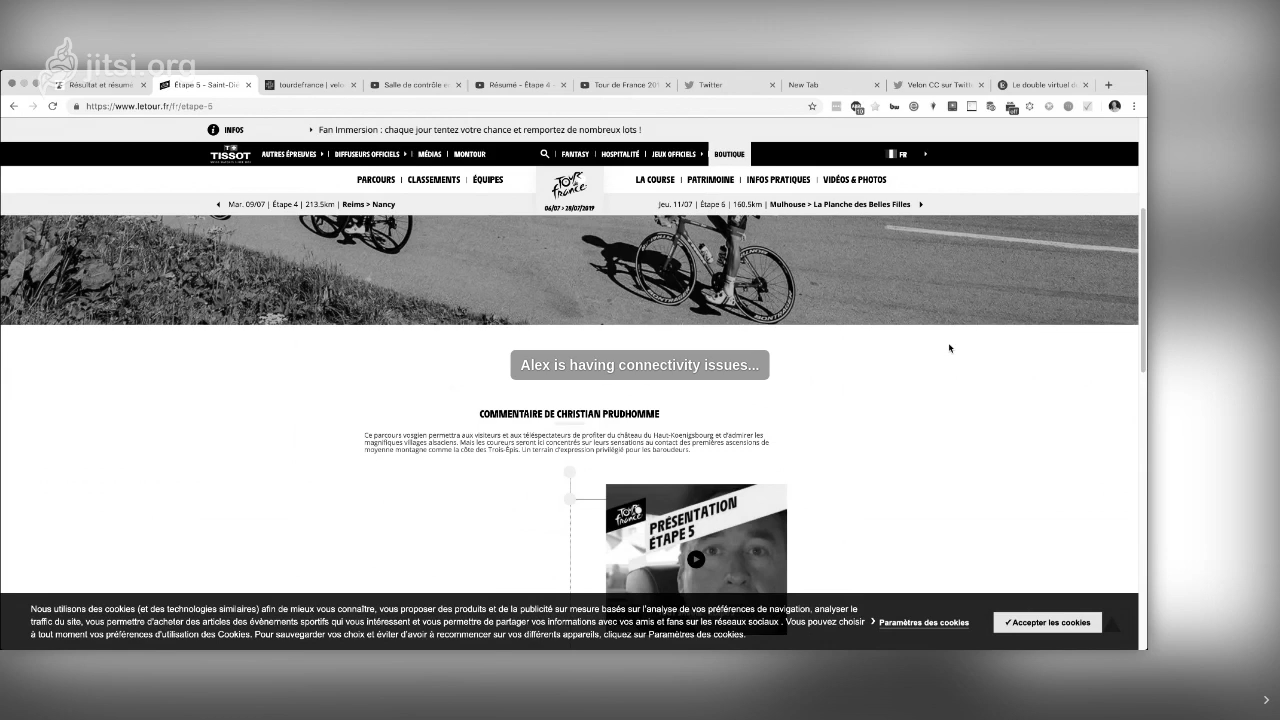 jitsi.org
Résultat et résumé
Étape 5 - Saint-Dié
tourdefrance | velo
Salle de contrôle e
Résumé - Étape 4
Tour de France 201
Twitter
New Tab
Velon CC sur Twitt
Le double virtuel d
https://www.letour.fr/fr/etape-5
INFOS
Fan Immersion : chaque jour tentez votre chance et remportez de nombreux lots !
TISSOT
AUTRES ÉPREUVES
DIFFUSEURS OFFICIELS
MÉDIAS
MONTOUR
FANTASY
HOSPITALITÉ
JEUX OFFICIELS
BOUTIQUE
FR
PARCOURS
CLASSEMENTS
ÉQUIPES
Tour de france
06/07 > 28/07/2019
LA COURSE
PATRIMOINE
INFOS PRATIQUES
VIDÉOS & PHOTOS
Mar. 09/07 | Étape 4 | 213.5km | Reims > Nancy
Jeu. 11/07 | Étape 6 | 160.5km | Mulhouse > La Planche des Belles Filles
Alex is having connectivity issues...
COMMENTAIRE DE CHRISTIAN PRUDHOMME
Ce parcours vosgien permettra aux visiteurs et aux téléspectateurs de profiter du château du Haut-Koenigsbourg et d'admirer les
magnifiques villages alsaciens. Mais les coureurs seront ici concentrés sur leurs sensations au contact des premières ascensions de
moyenne montagne comme la côte des Trois-Épis. Un terrain d'expression privilégié pour les baroudeurs.
Tour de france
PRÉSENTATION
ÉTAPE 5
Nous utilisons des cookies (et des technologies similaires) afin de mieux vous connaître, vous proposer des produits et de la publicité sur mesure basés sur l'analyse de vos préférences de navigation, analyser le
traffic du site, vous permettre d'acheter des articles des évènements sportifs qui vous intéressent et vous permettre de partager vos informations avec vos amis et fans sur les réseaux sociaux . Vous pouvez choisir
à tout moment vos préférences d'utilisation des Cookies. Pour sauvegarder vos choix et éviter d'avoir à recommencer sur vos différents appareils, cliquez sur Paramètres des cookies.
Paramètres des cookies
✓Accepter les cookies